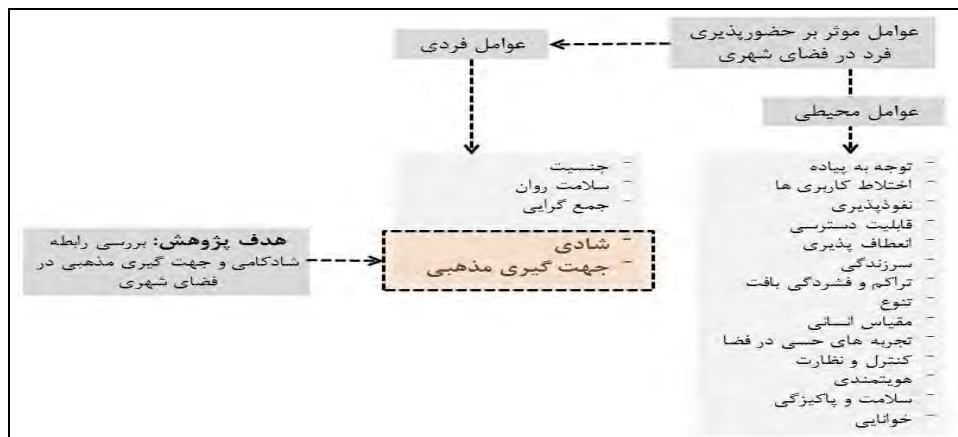 عوامل موثر بر حضورپذیری
فرد در فضای شهری
عوامل فردی
عوامل محیطی
- توجه به پیاده
- اختلاط کاربری ها
- نفوذپذیری
- قابلیت دسترسی
- انعطاف پذیری
- سرزندگی
- تراکم و فشردگی بافت
- تنوع
- مقیاس انسانی
- تجربه های حسی در فضا
- کنترل و نظارت
- هویتمندی
- سلامت و پاکیزگی
- خوانایی
- جنسیت
- سلامت روان
- جمع گرایی
- شادی
- جهت گیری مذهبی
هدف پژوهش: بررسی رابطه
شادکامی و جهت گیری مذهبی در
فضای شهری